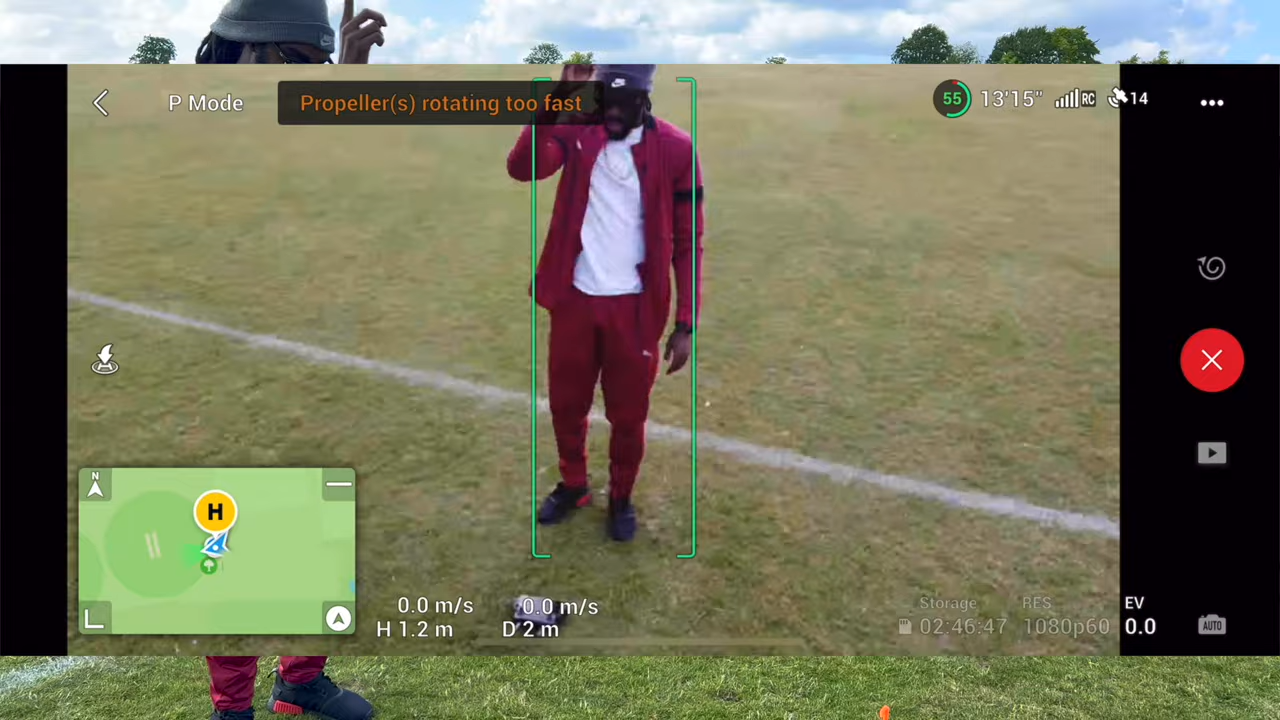 P Mode
Propeller(s) rotating too fast
55
13'15"
RC
14
N
H
0.0 m/s
0.0 m/s
H 1.2 m
D 2 m
Storage
RES
EV
02:46:47
1080p60
0.0
AUTO